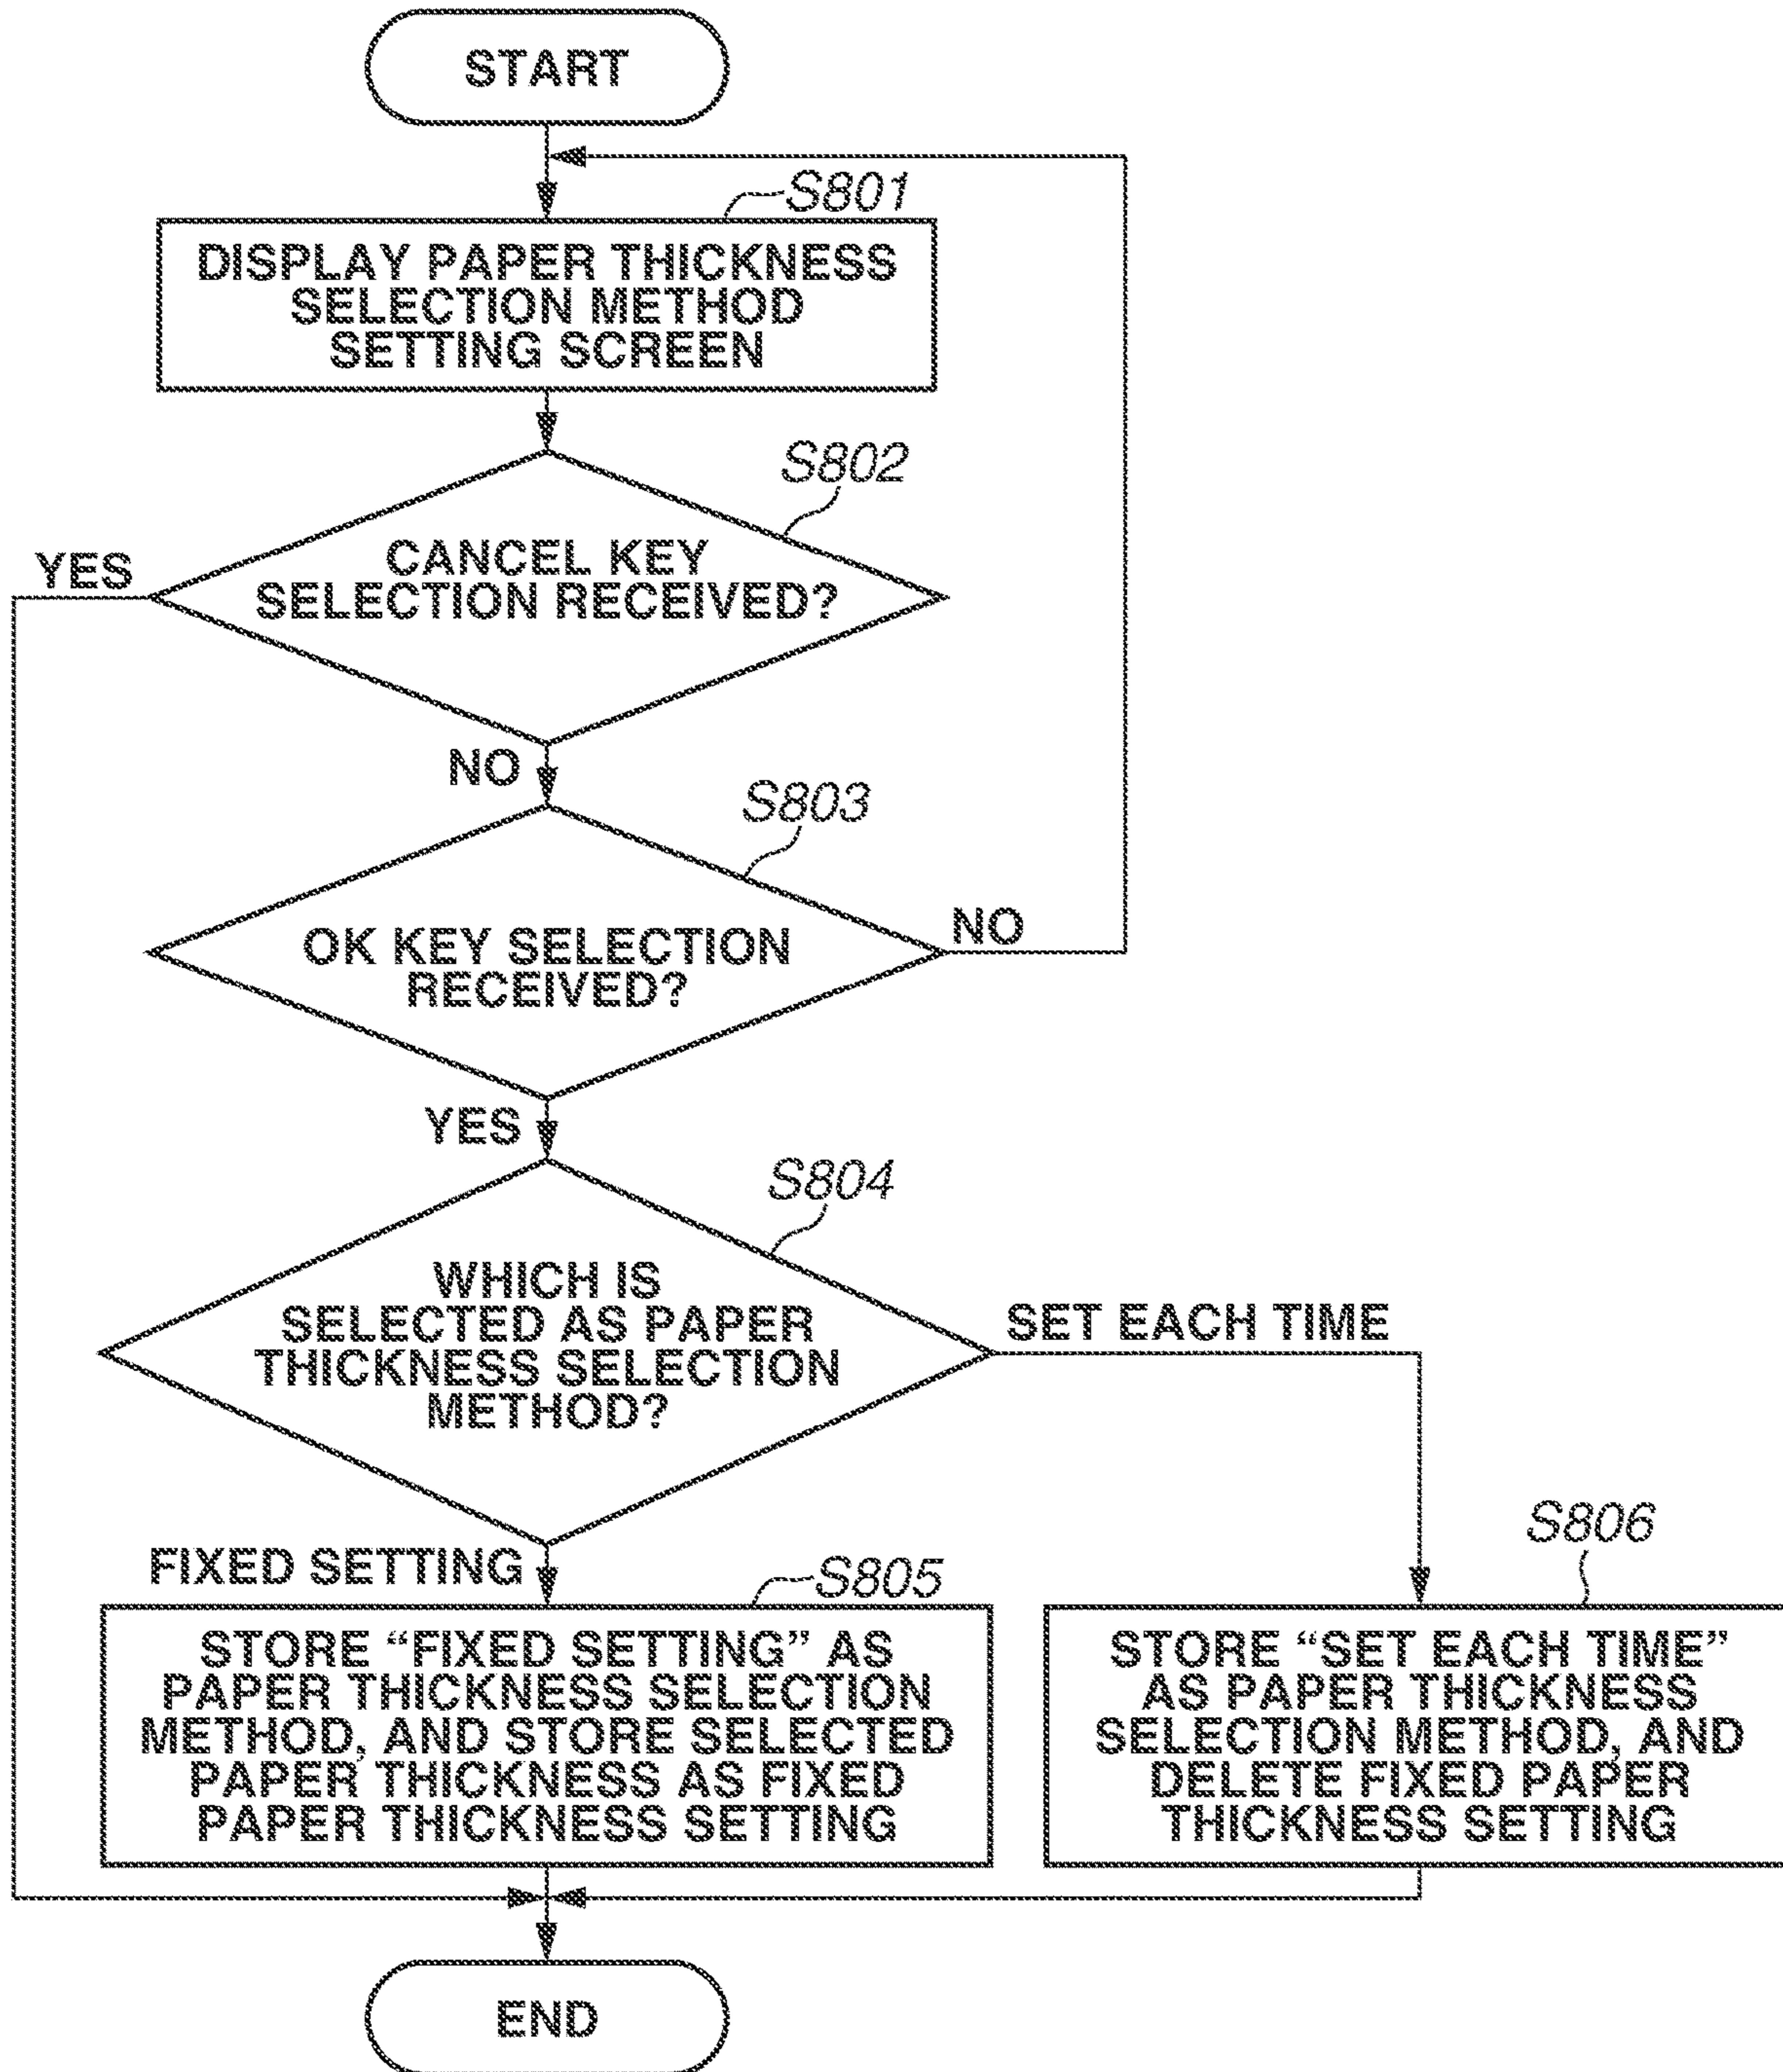 START
S801
DISPLAY PAPER THICKNESS
SELECTION METHOD
SETTING SCREEN
S802
YES
CANCEL KEY
SELECTION RECEIVED?
NO
S803
OK KEY SELECTION
RECEIVED?
NO
YES
S804
WHICH IS
SELECTED AS PAPER
THICKNESS SELECTION
METHOD?
SET EACH TIME
FIXED SETTING
S805
STORE “FIXED SETTING” AS
PAPER THICKNESS SELECTION
METHOD, AND STORE SELECTED
PAPER THICKNESS AS FIXED
PAPER THICKNESS SETTING
S806
STORE “SET EACH TIME”
AS PAPER THICKNESS
SELECTION METHOD, AND
DELETE FIXED PAPER
THICKNESS SETTING
END